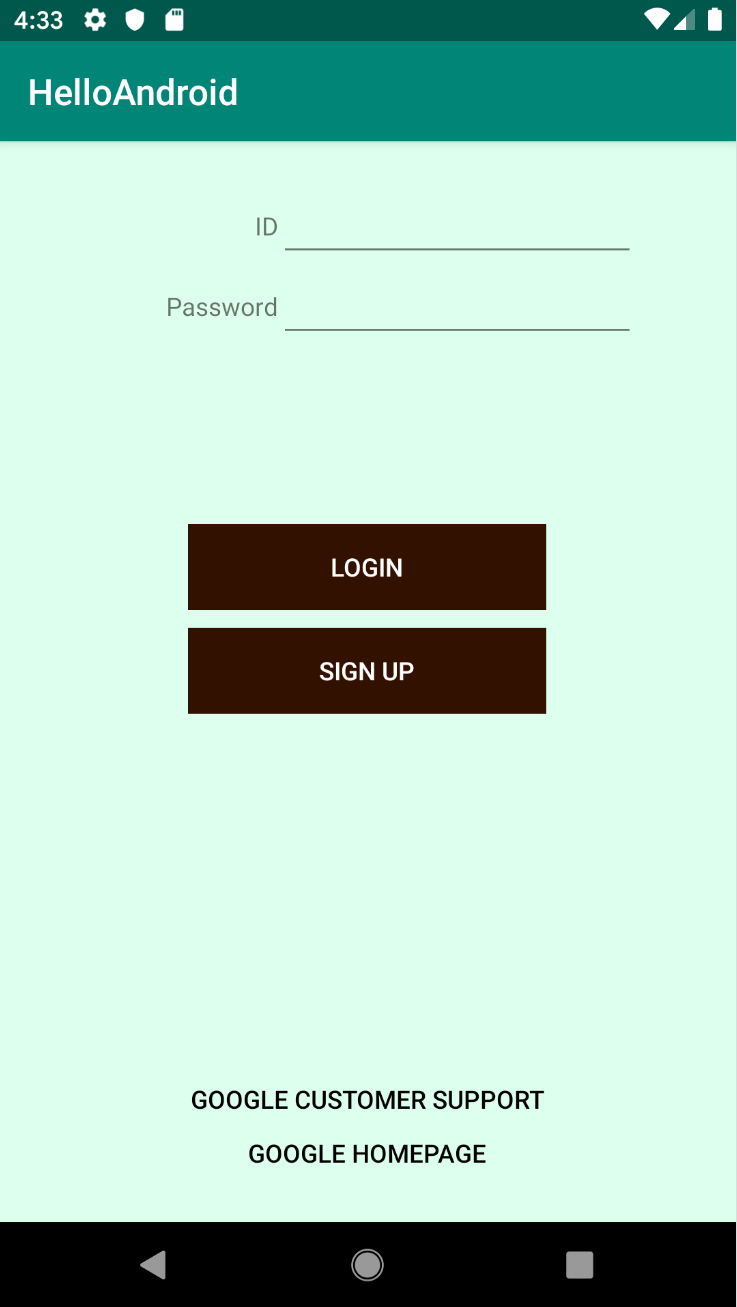 4:33
HelloAndroid
ID
Password
LOGIN
SIGN UP
GOOGLE CUSTOMER SUPPORT
GOOGLE HOMEPAGE